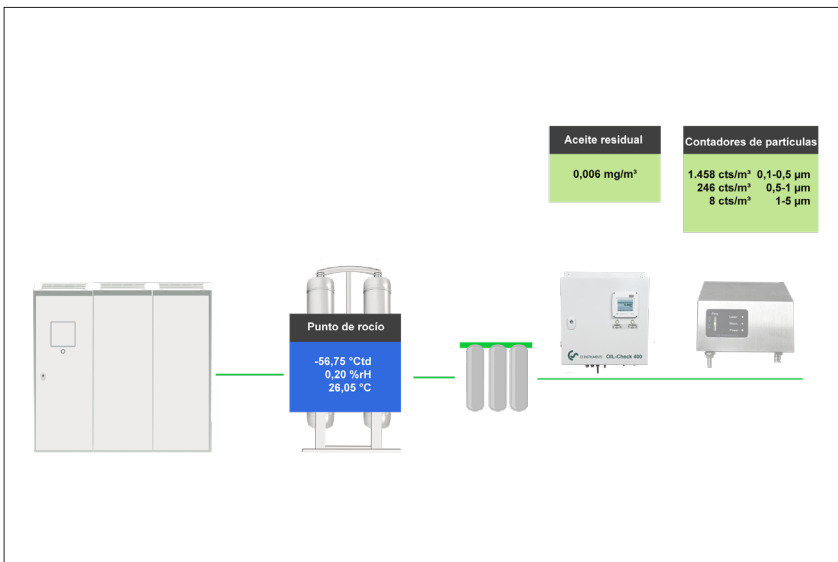 Aceite residual
0,006 mg/m³
Contadores de partículas
1.458 cts/m³ 0,1-0,5 µm
246 cts/m³ 0,5-1 µm
8 cts/m³ 1-5 µm
Punto de rocío
-56,75 °Ctd
0,20 %rH
26,05 °C
OIL-Check 400